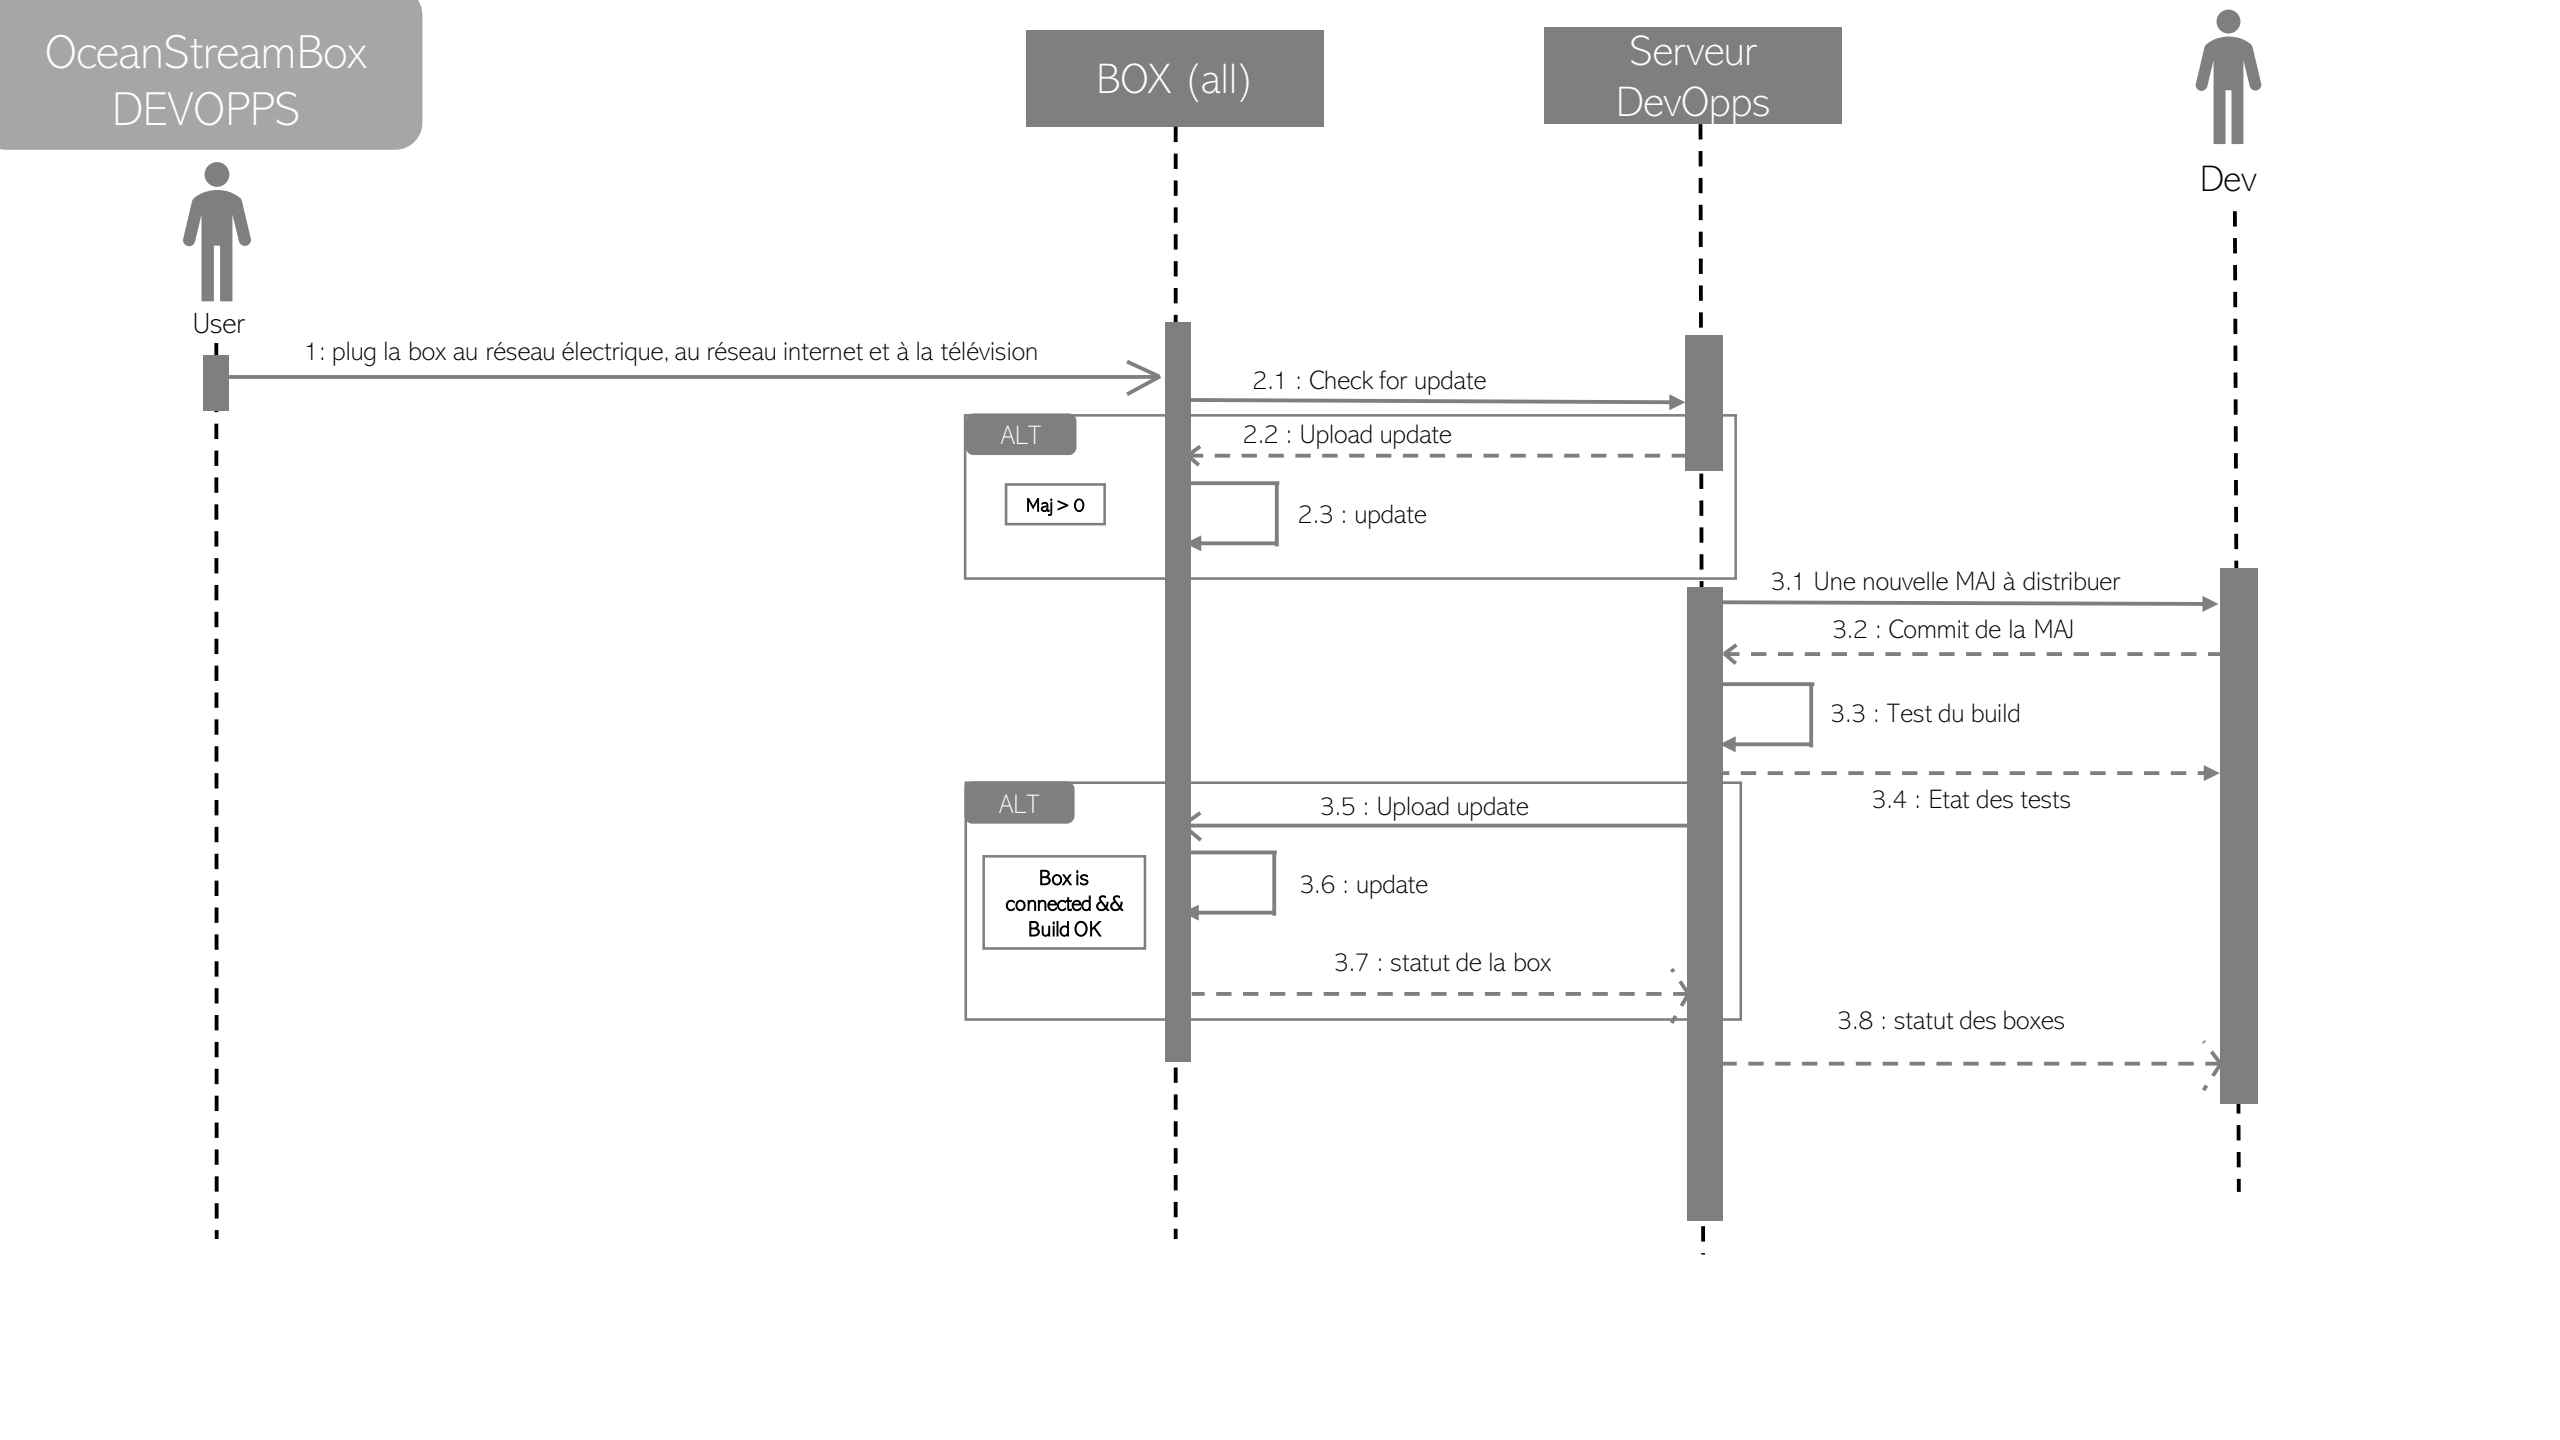 OceanStreamBox
DEVOPPS
BOX (all)
Serveur
DevOpps
Dev
User
1: plug la box au réseau électrique, au réseau internet et à la télévision
2.1 : Check for update
ALT
2.2 : Upload update
Maj > 0
2.3 : update
3.1 Une nouvelle MAJ à distribuer
3.2 : Commit de la MAJ
3.3 : Test du build
3.4 : Etat des tests
ALT
3.5 : Upload update
Box is
connected &&
Build OK
3.6 : update
3.7 : statut de la box
3.8 : statut des boxes